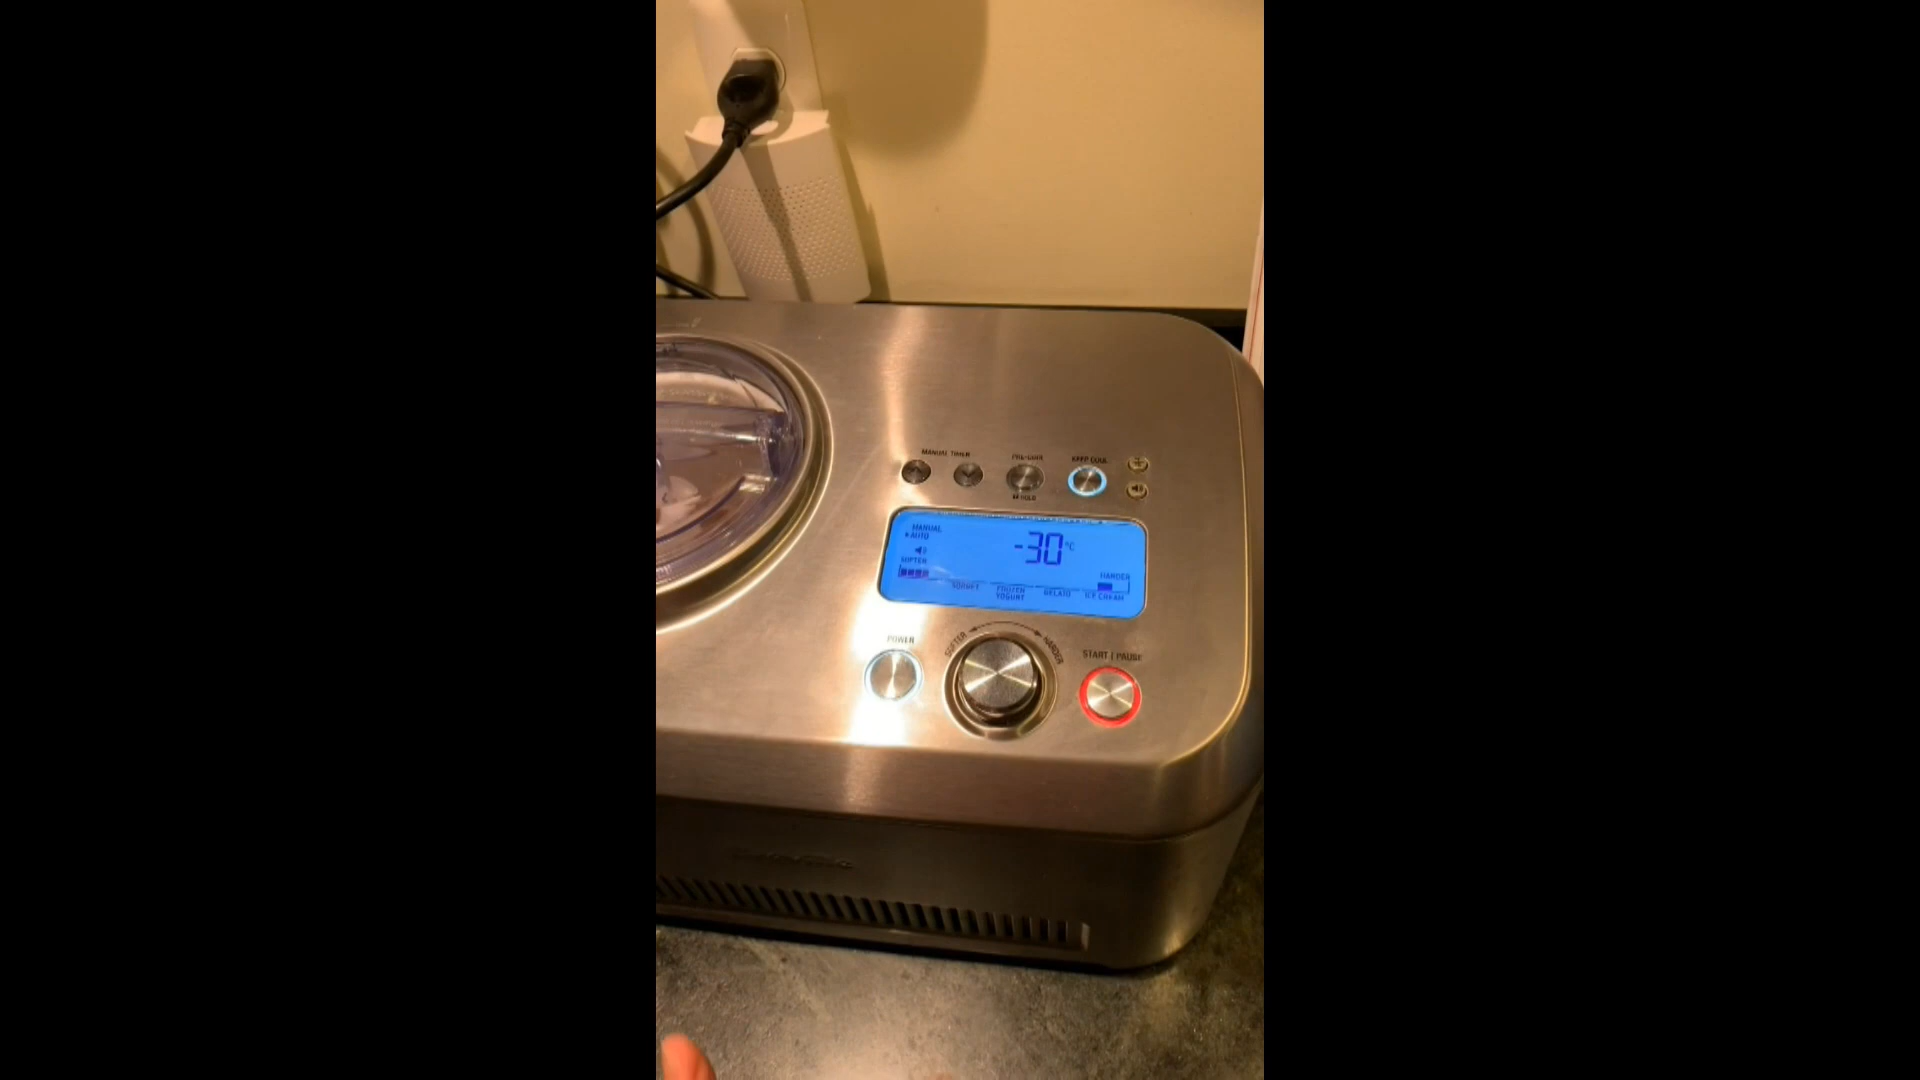 MANUAL TIMER
PRE-COOL
KEEP COOL
HOLD
MANUAL
AUTO
-30°C
SOFTER
HARDER
SORBET
FROZEN
YOGURT
GELATO
ICE CREAM
POWER
SOFTER
HARDER
START | PAUSE